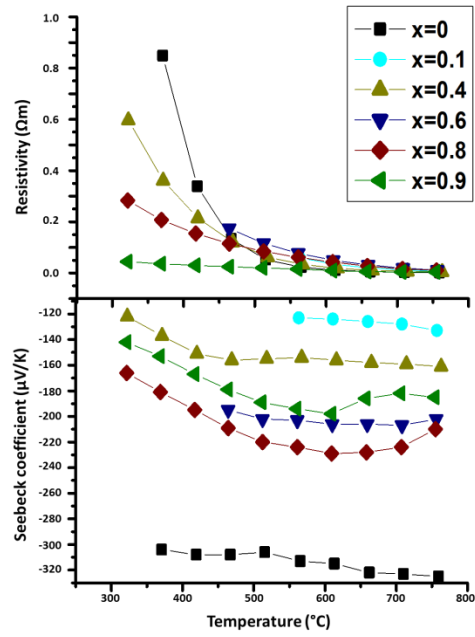 x=0
x=0.1
x=0.4
x=0.6
x=0.8
x=0.9
Resistivity (Ωm)
1.0
0.8
0.6
0.4
0.2
0.0
Seebeck coefficient (µV/K)
-120
-140
-160
-180
-200
-220
-240
-300
-320
300 400 500 600 700 800
Temperature (°C)